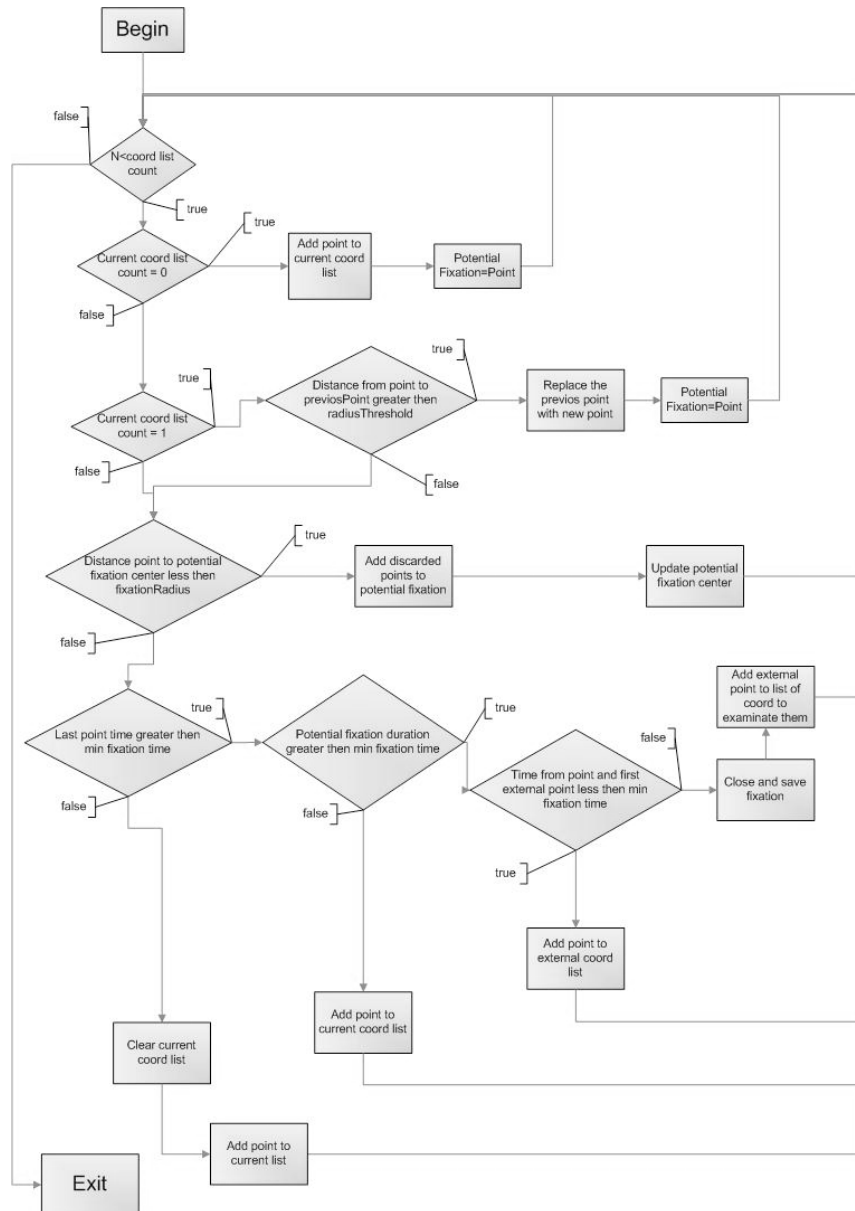 Begin
false
N<coord list
count
true
true
Current coord list
count = 0
Add point to
current coord
list
Potential
Fixation=Point
false
true
true
Current coord list
count = 1
Distance from point to
previosPoint greater then
radiusThreshold
Replace the
previos point
with new point
Potential
Fixation=Point
false
false
true
Distance point to potential
fixation center less then
fixationRadius
Add discarded
points to
potential fixation
Update potential
fixation center
false
true
Last point time greater then
min fixation time
true
Potential fixation duration
greater then min fixation time
false
Time from point and first
external point less then min
fixation time
Add external
point to list of
coord to
examinate them
Close and save
fixation
false
false
true
Add point to
external coord
list
Add point to
current coord list
Clear current
coord list
Add point to
current list
Exit